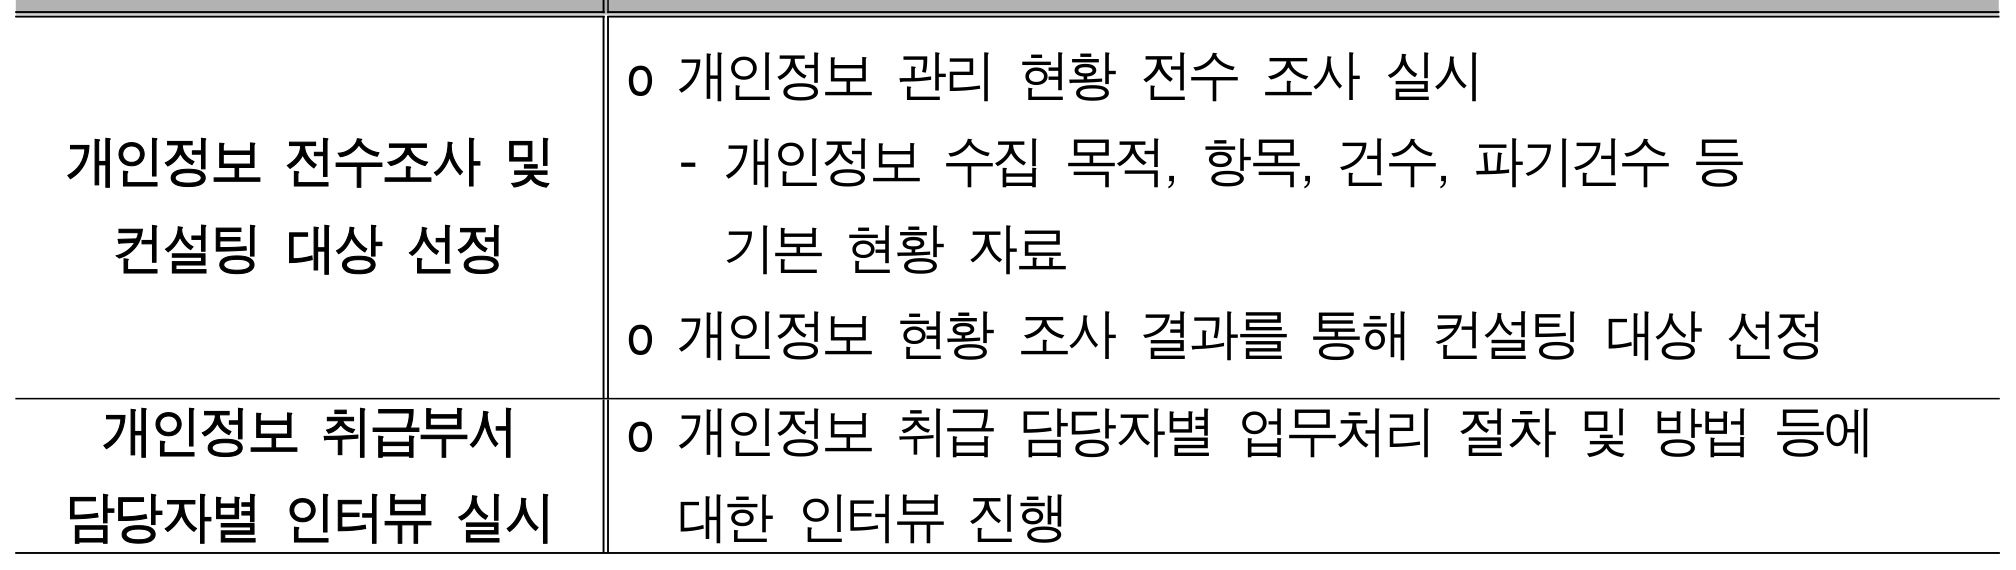 개인정보 전수조사 및
컨설팅 대상 선정
o 개인정보 관리 현황 전수 조사 실시
- 개인정보 수집 목적, 항목, 건수, 파기건수 등
기본 현황 자료
o 개인정보 현황 조사 결과를 통해 컨설팅 대상 선정
개인정보 취급부서
담당자별 인터뷰 실시
o 개인정보 취급 담당자별 업무처리 절차 및 방법 등에
대한 인터뷰 진행